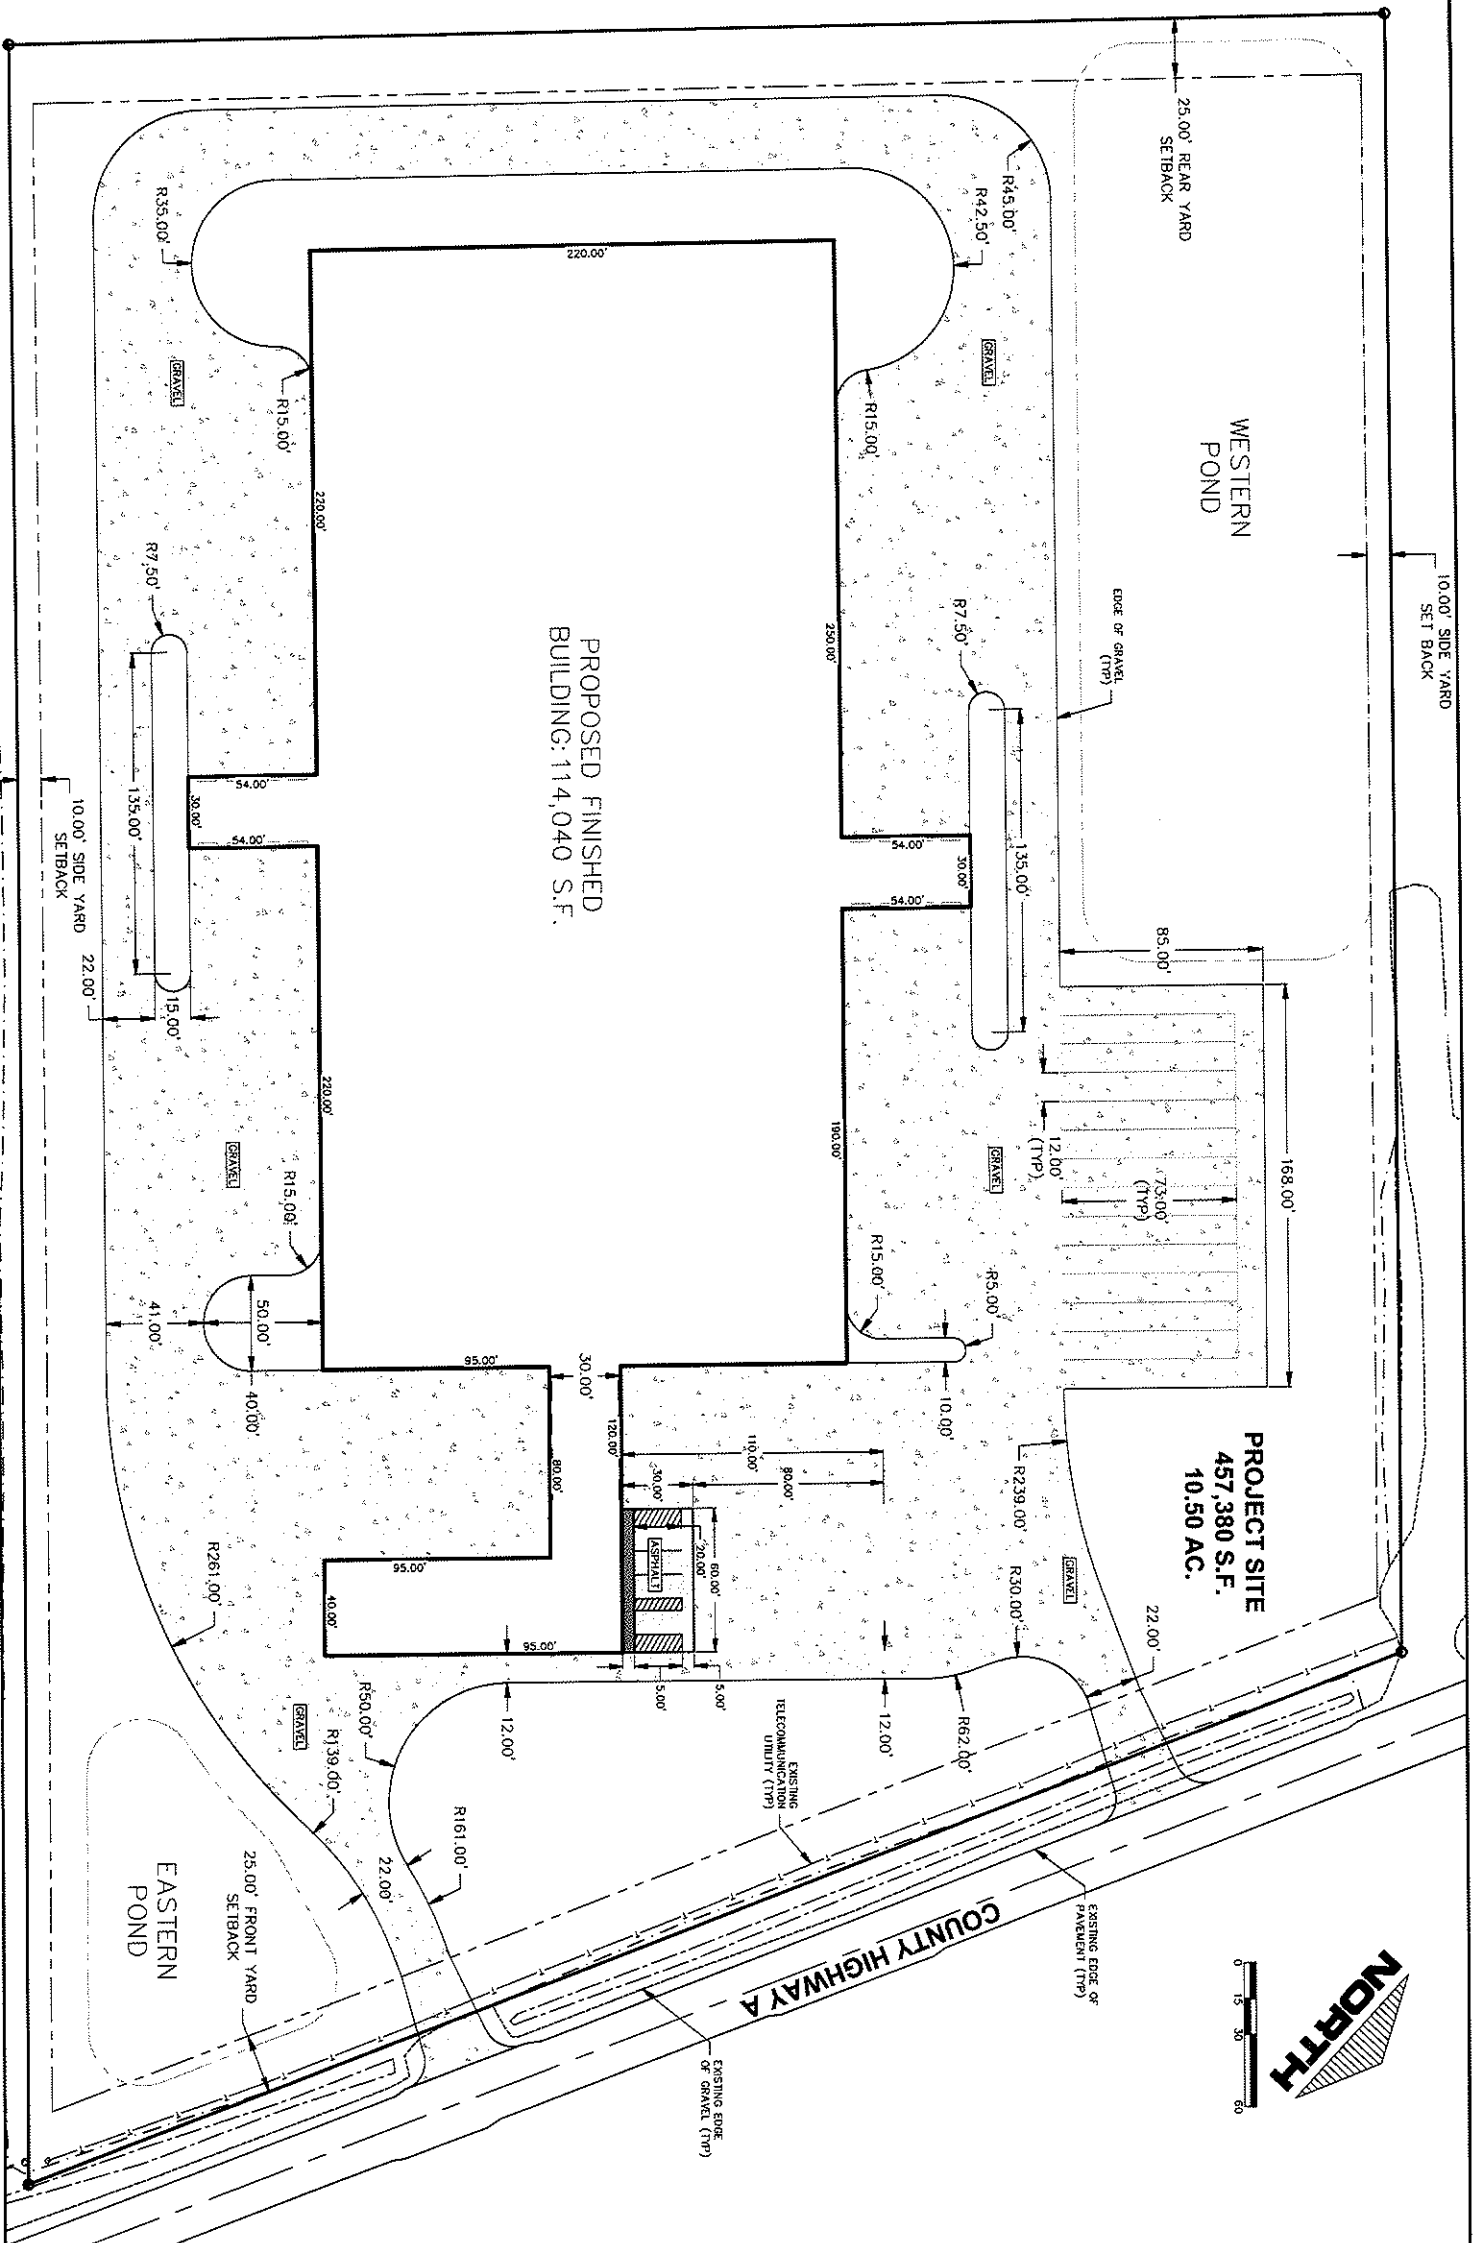 25.00' REAR YARD
SETBACK
10.00' SIDE YARD
SET BACK
WESTERN
POND
EDGE OF GRAVEL
(TYP)
R45.00'
R42.50'
R35.00'
220.00'
GRAVEL
GRAVEL
R15.00'
R15.00'
220.00'
250.00'
R7.50'
R7.50'
PROPOSED FINISHED
BUILDING: 114,040 S.F.
54.00'
30.00'
54.00'
135.00'
54.00'
30.00'
54.00'
135.00'
10.00' SIDE YARD
SETBACK
22.00'
15.00'
85.00'
168.00'
12.00'
(TYP)
73.00'
(TYP)
GRAVEL
190.00'
220.00'
GRAVEL
R15.00'
R15.00'
R5.00'
10.00'
50.00'
41.00'
40.00'
95.00'
30.00'
120.00'
80.00'
110.00'
80.00'
30.00'
60.00'
20.00'
ASPHALT
95.00'
40.00'
95.00'
5.00'
5.00'
PROJECT SITE
457,380 S.F.
10.50 AC.
R239.00'
R30.00'
GRAVEL
22.00'
R62.00'
12.00'
12.00'
R261.00'
R50.00'
GRAVEL
R139.00'
R161.00'
22.00'
EXISTING
TELECOMMUNICATION
UTILITY (TYP)
EXISTING EDGE OF
PAVEMENT (TYP)
COUNTY HIGHWAY A
EXISTING EDGE
OF GRAVEL (TYP)
25.00' FRONT YARD
SETBACK
EASTERN
POND
NORTH
0 15 30 60